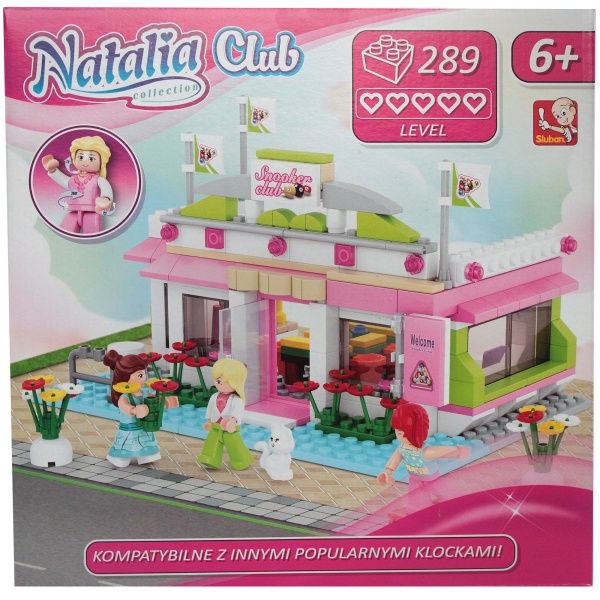 Natalia Club
collection
289
LEVEL
6+
Sluban
Snooker
club
Welcome
KOMPATYBILNE Z INNYMI POPULARNYMI KLOCKAMI!